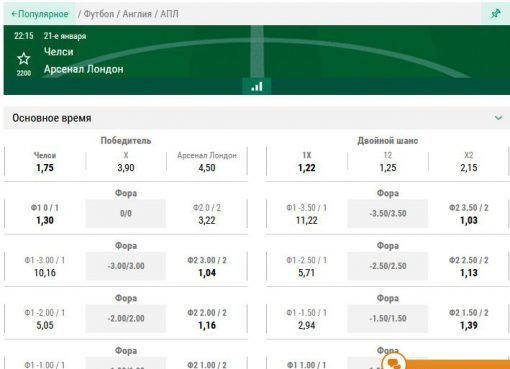 ←Популярное / Футбол / Англия / АПЛ
22:15 21-е января
Челси
Арсенал Лондон
2200
Основное время
Победитель Двойной шанс
Челси X Арсенал Лондон 1X 12 X2
1,75 3,90 4,50 1,22 1,25 2,15
Фора Фора
Ф1 0 / 1 0/0 Ф2 0 / 2 Ф1 -3.50 / 1 -3.50/3.50 Ф2 3.50 / 2
1,30 3,22 11,22 1,03
Фора Фора
Ф1 -3.00 / 1 -3.00/3.00 Ф2 3.00 / 2 Ф1 -2.50 / 1 -2.50/2.50 Ф2 2.50 / 2
10,16 1,04 5,71 1,13
Фора Фора
Ф1 -2.00 / 1 -2.00/2.00 Ф2 2.00 / 2 Ф1 -1.50 / 1 -1.50/1.50 Ф2 1.50 / 2
5,05 1,16 2,94 1,39
Фора Фора
Ф1 -1.00 / 1 Ф2 1.00 / 2 Ф1 1.00 / 1